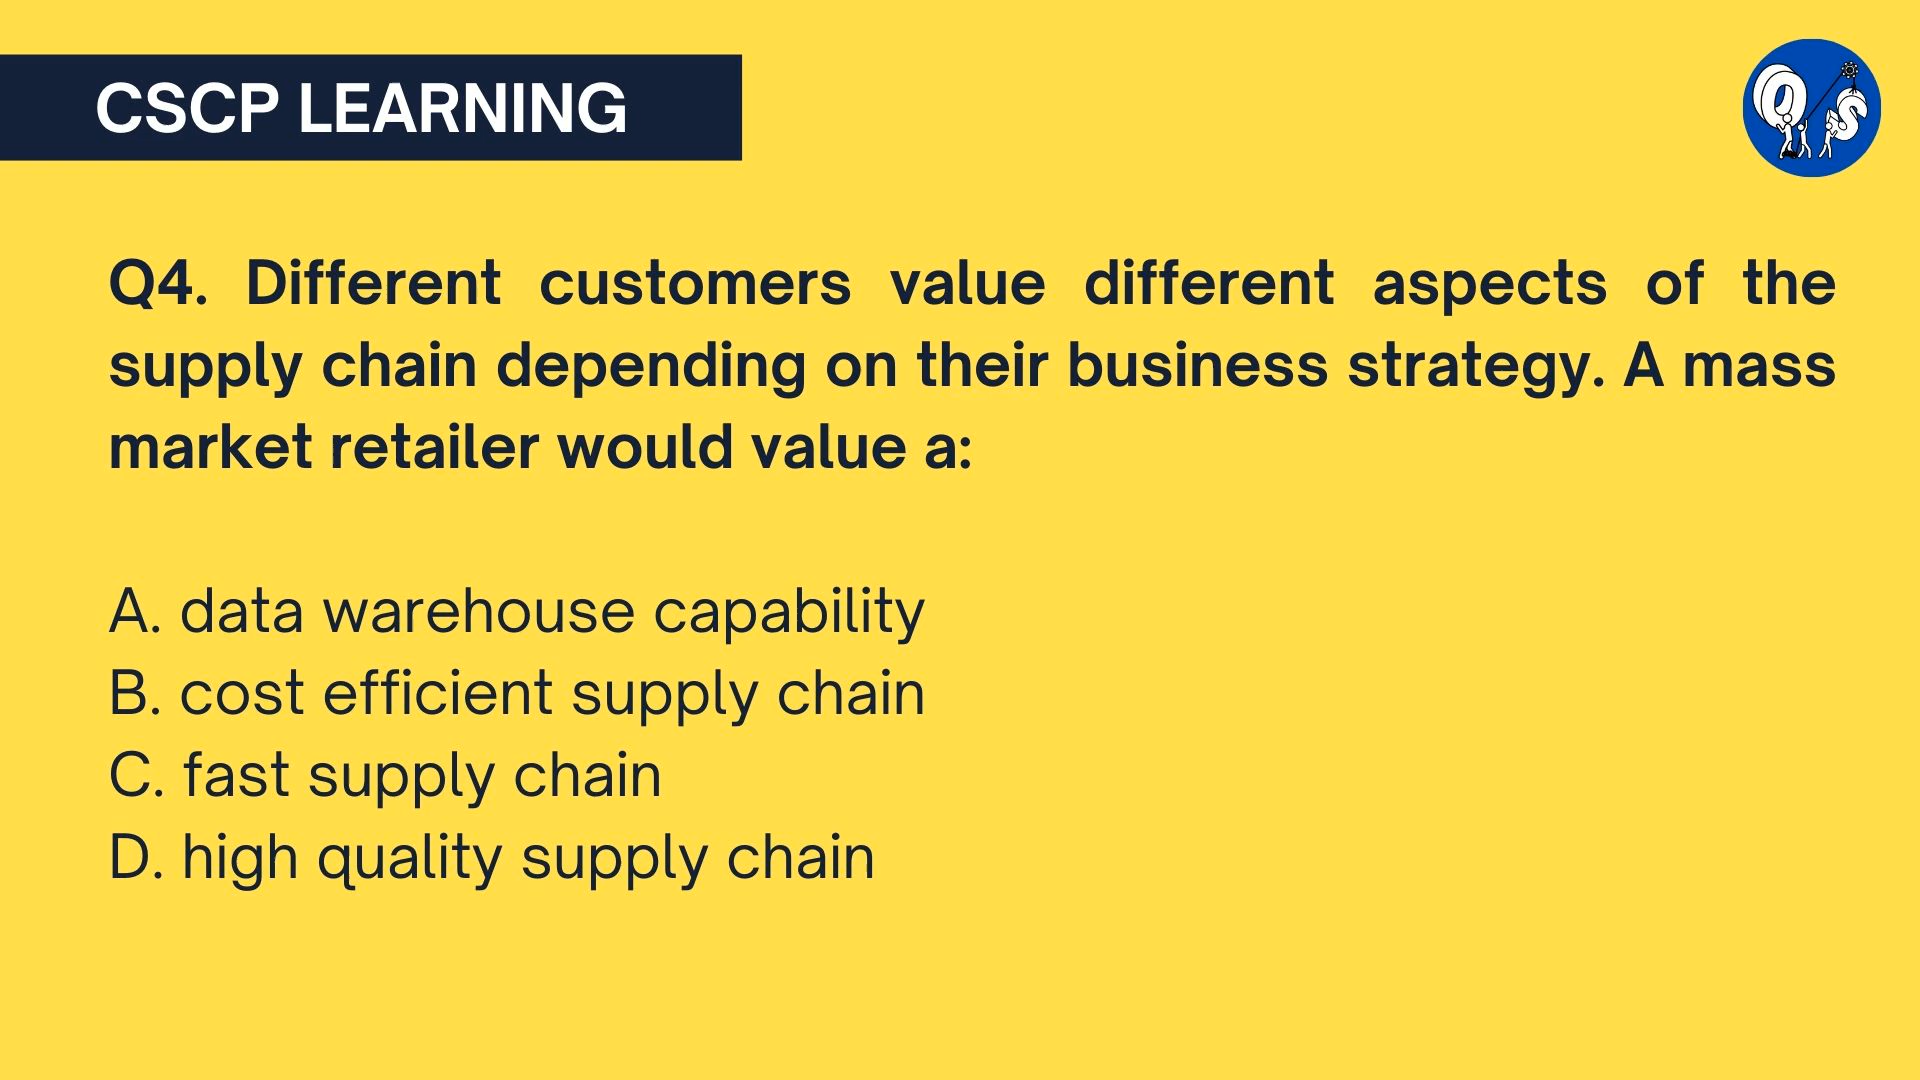 CSCP LEARNING
Q S
Q4. Different customers value different aspects of the
supply chain depending on their business strategy. A mass
market retailer would value a:
A. data warehouse capability
B. cost efficient supply chain
C. fast supply chain
D. high quality supply chain